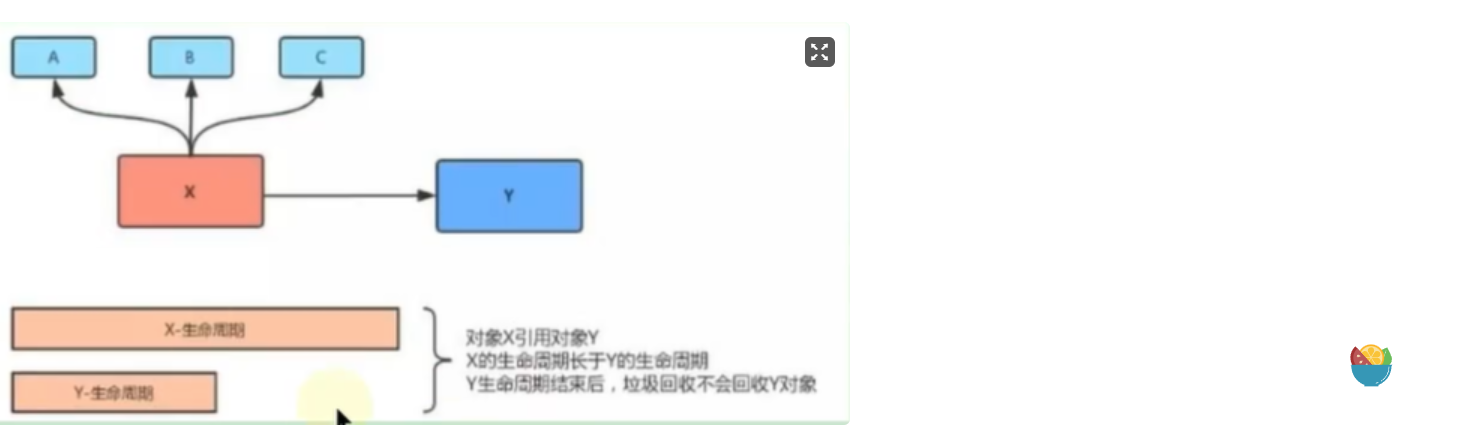 A
B
C
X
Y
X-生命周期
Y-生命周期
对象X引用对象Y
X的生命周期长于Y的生命周期
Y生命周期结束后，垃圾回收不会回收Y对象